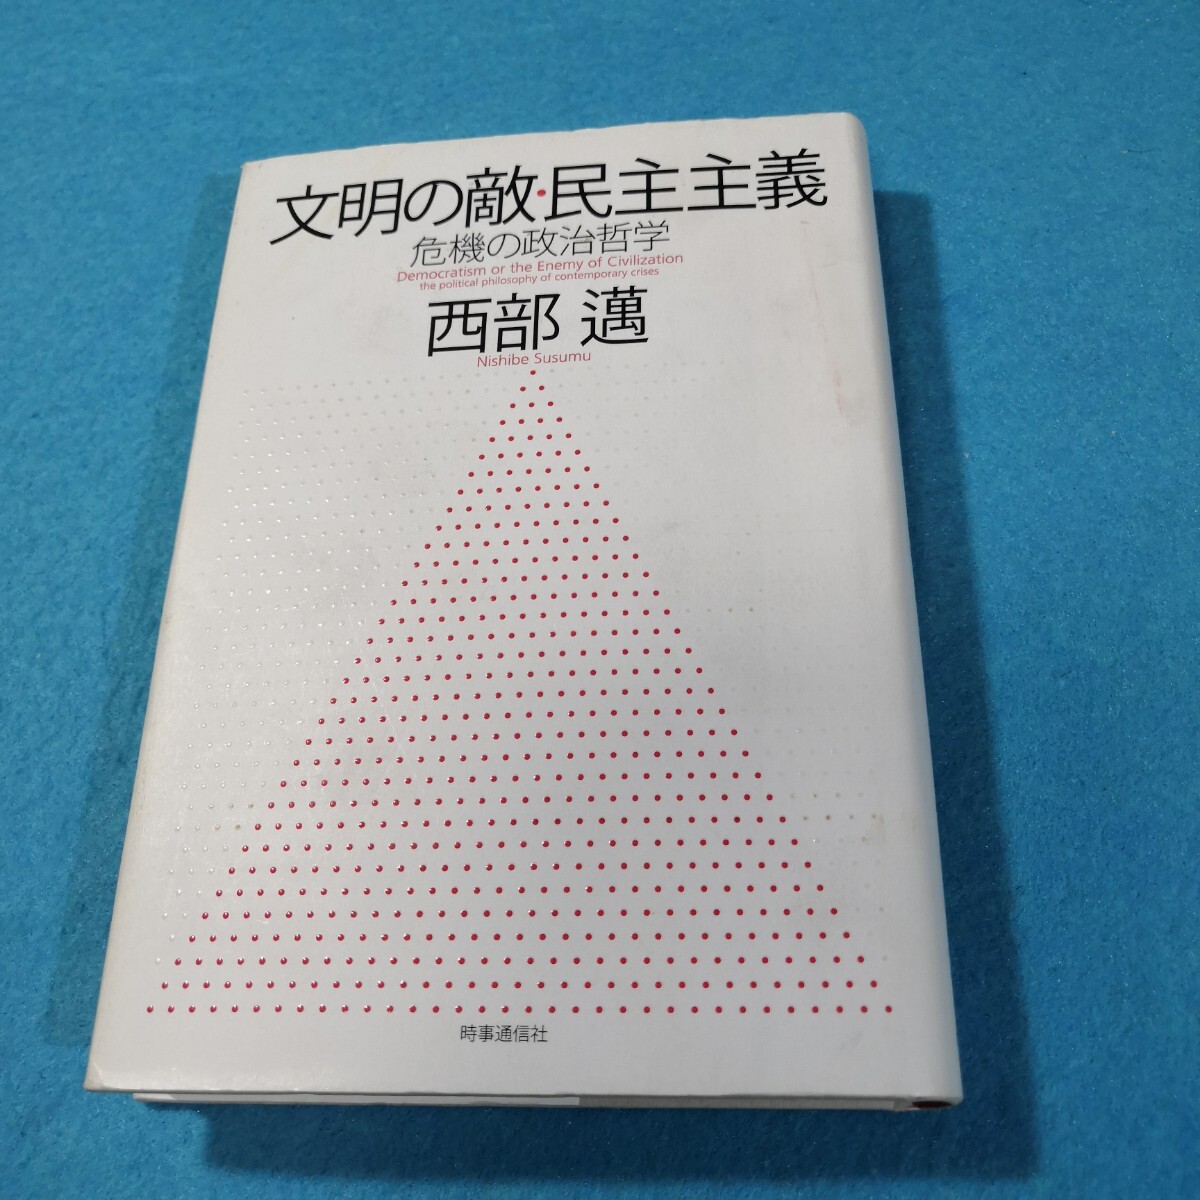 文明の敵・民主主義
危機の政治哲学
Democratism or the Enemy of Civilization
the political philosophy of contemporary crises
西部 邁
Nishibe Susumu
時事通信社